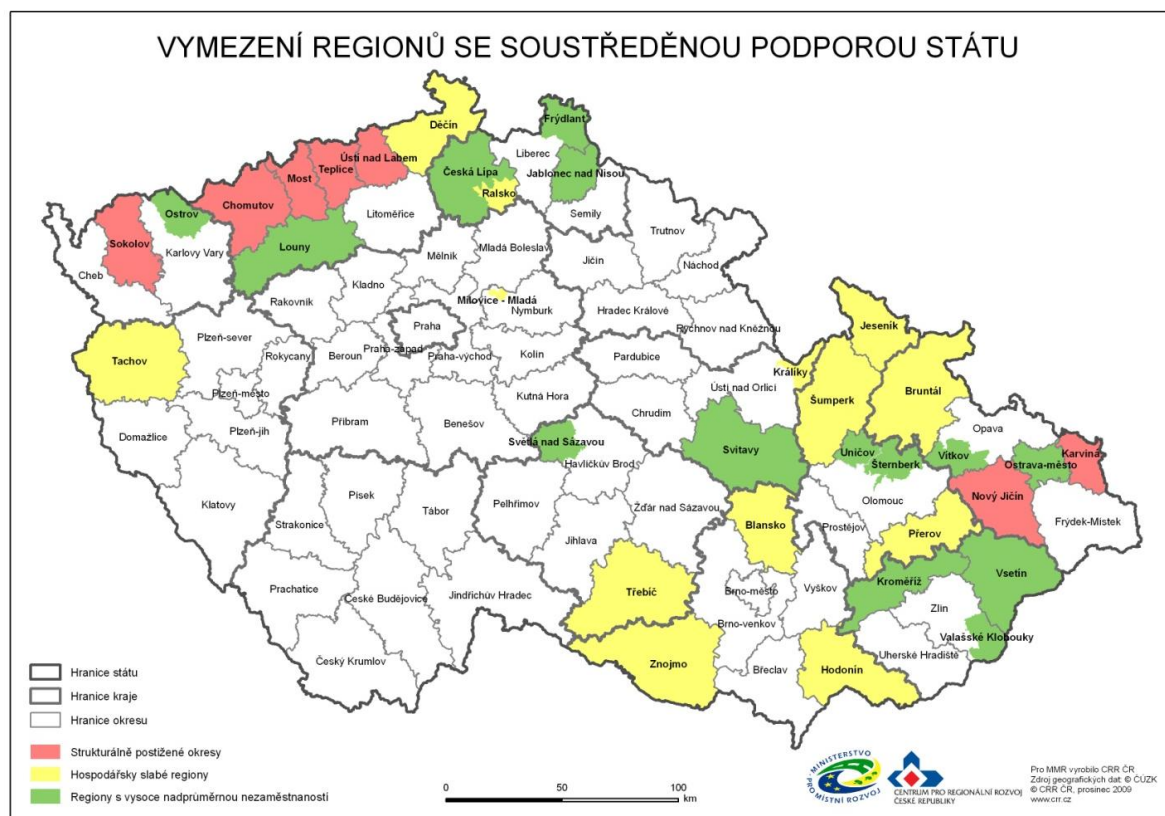 VYMEZENÍ REGIONŮ SE SOUSTŘEDĚNOU PODPOROU STÁTU
Děčín
Frýdlant
Ústí nad Labem
Liberec
Teplice
Most
Česká Lípa
Jablonec nad Nisou
Ralsko
Chomutov
Litoměřice
Semily
Ostrov
Trutnov
Sokolov
Louny
Karlovy Vary
Mladá Boleslav
Mělník
Jičín
Cheb
Náchod
Kladno
Rakovník
Milovice - Mladá
Nymburk
Hradec Králové
Praha
Rychnov nad Kněžnou
Jeseník
Plzeň-sever
Tachov
Rokycany
Beroun
Praha-západ
Praha-východ
Kolín
Pardubice
Králíky
Bruntál
Ústí nad Orlicí
Šumperk
Plzeň-město
Kutná Hora
Chrudim
Opava
Příbram
Benešov
Plzeň-jih
Domažlice
Světlá nad Sázavou
Svitavy
Uničov
Šternberk
Vítkov
Karviná
Ostrava-město
Havlíčkův Brod
Nový Jičín
Klatovy
Písek
Tábor
Pelhřimov
Žďár nad Sázavou
Olomouc
Blansko
Prostějov
Přerov
Frýdek-Místek
Strakonice
Jihlava
Vsetín
Kroměříž
Prachatice
České Budějovice
Jindřichův Hradec
Třebíč
Brno-město
Vyškov
Zlín
Brno-venkov
Valašské Klobouky
Uherské Hradiště
Český Krumlov
Znojmo
Břeclav
Hodonín
Hranice státu
Hranice kraje
Hranice okresu
Strukturálně postižené okresy
Hospodářsky slabé regiony
Regiony s vysoce nadprůměrnou nezaměstnaností
0 50 100
km
MINISTERSTVO
PRO MÍSTNÍ ROZVOJ
CENTRUM PRO REGIONÁLNÍ ROZVOJ
ČESKÉ REPUBLIKY
Pro MMR vyrobilo CRR ČR
Zdroj geografických dat: © ČÚZK
© CRR ČR, prosinec 2009
www.crr.cz